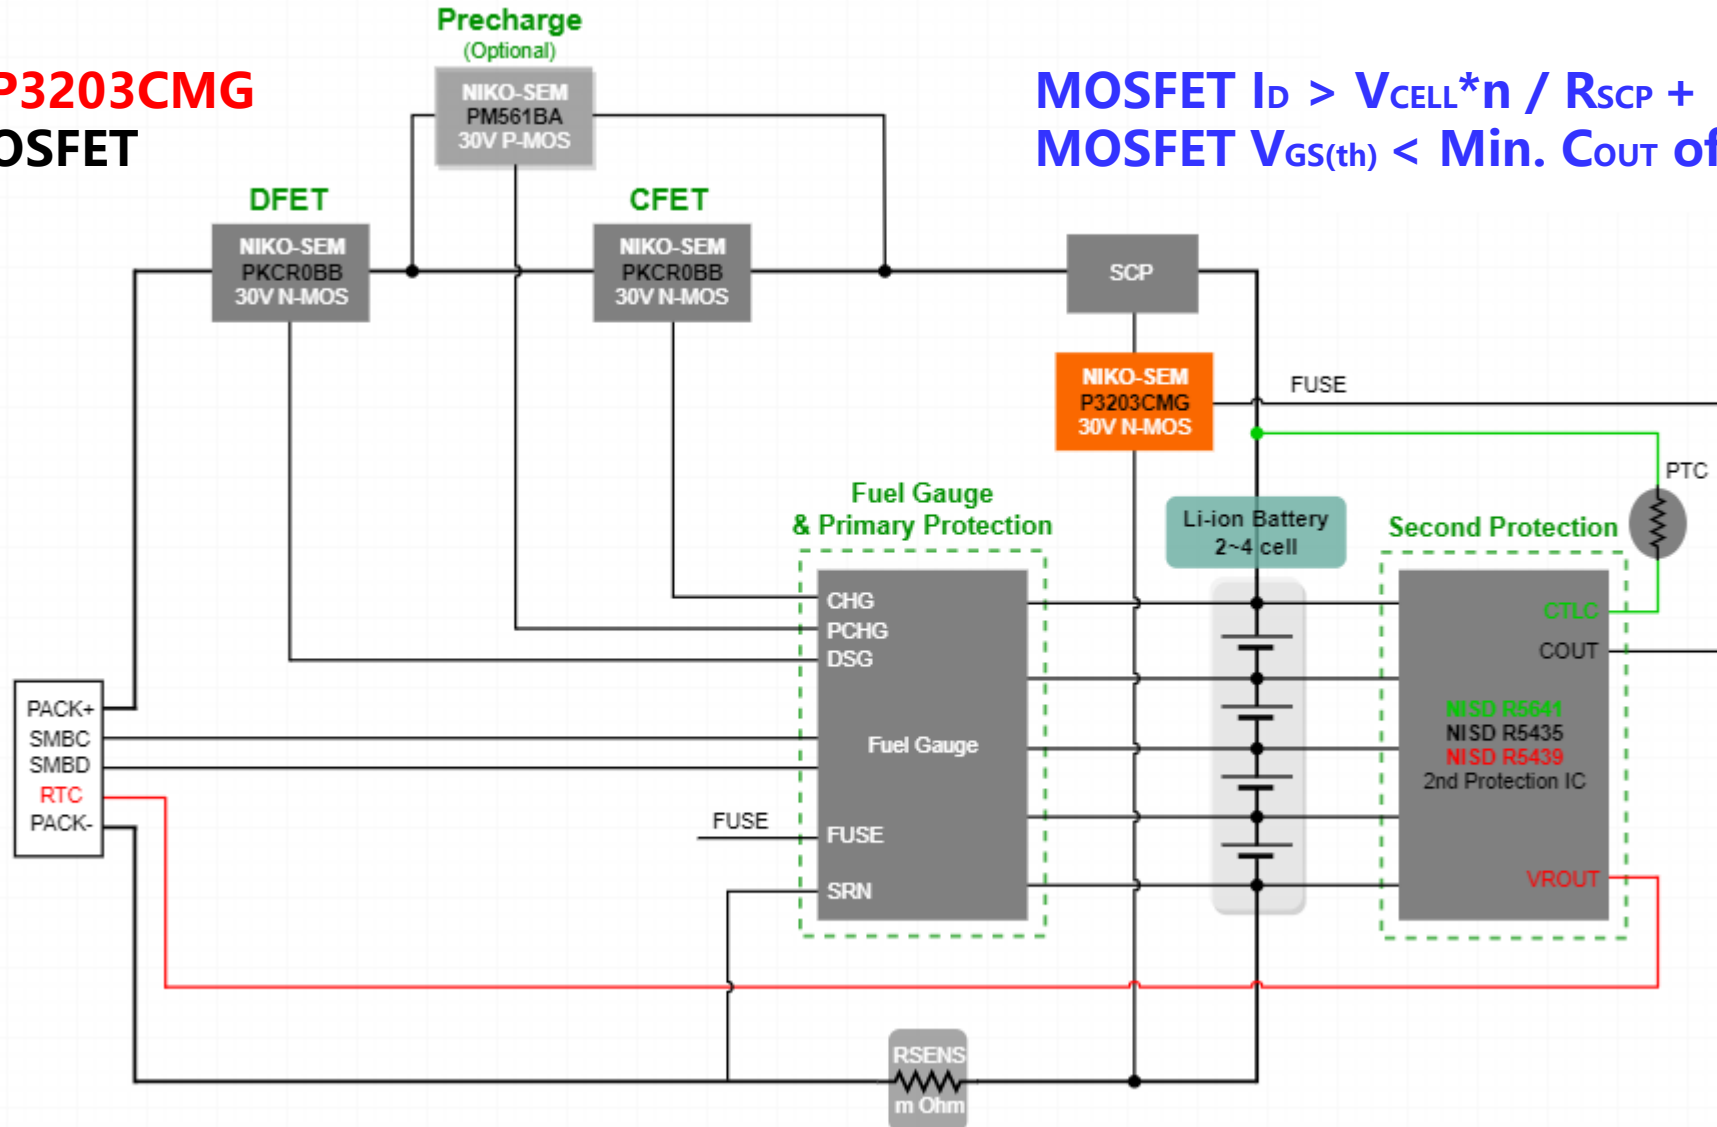 Precharge
(Optional)
P3203CMG
OSFET
MOSFET ID > VCELL*n / RSCP +
MOSFET VGS(th) < Min. COUT of
NIKO-SEM
PM561BA
30V P-MOS
DFET
CFET
NIKO-SEM
PKCR0BB
30V N-MOS
NIKO-SEM
PKCR0BB
30V N-MOS
SCP
NIKO-SEM
P3203CMG
30V N-MOS
FUSE
PTC
Fuel Gauge
& Primary Protection
Li-ion Battery
2~4 cell
Second Protection
CHG
PCHG
DSG
Fuel Gauge
FUSE
FUSE
SRN
CTLC
COUT
NISD R5641
NISD R5435
NISD R5439
2nd Protection IC
VROUT
PACK+
SMBC
SMBD
RTC
PACK-
RSENS
m Ohm